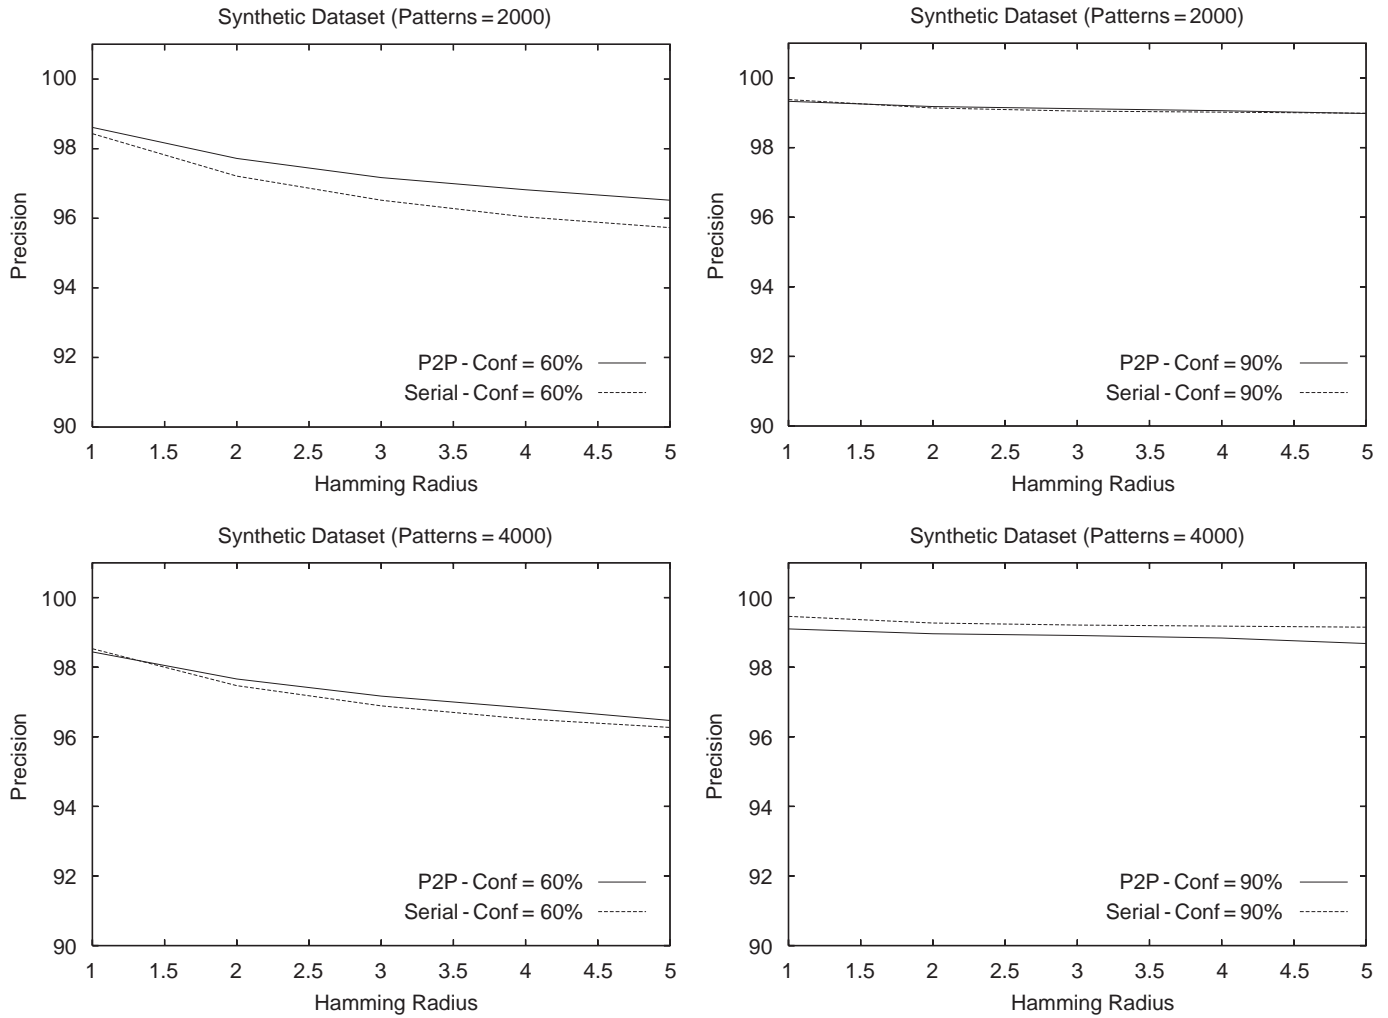 Synthetic Dataset (Patterns = 2000)
100
98
96
94
92
90
Precision
P2P - Conf = 60%
Serial - Conf = 60%
1 1.5 2 2.5 3 3.5 4 4.5 5
Hamming Radius
Synthetic Dataset (Patterns = 2000)
100
98
96
94
92
90
Precision
P2P - Conf = 90%
Serial - Conf = 90%
1 1.5 2 2.5 3 3.5 4 4.5 5
Hamming Radius
Synthetic Dataset (Patterns = 4000)
100
98
96
94
92
90
Precision
P2P - Conf = 60%
Serial - Conf = 60%
1 1.5 2 2.5 3 3.5 4 4.5 5
Hamming Radius
Synthetic Dataset (Patterns = 4000)
100
98
96
94
92
90
Precision
P2P - Conf = 90%
Serial - Conf = 90%
1 1.5 2 2.5 3 3.5 4 4.5 5
Hamming Radius